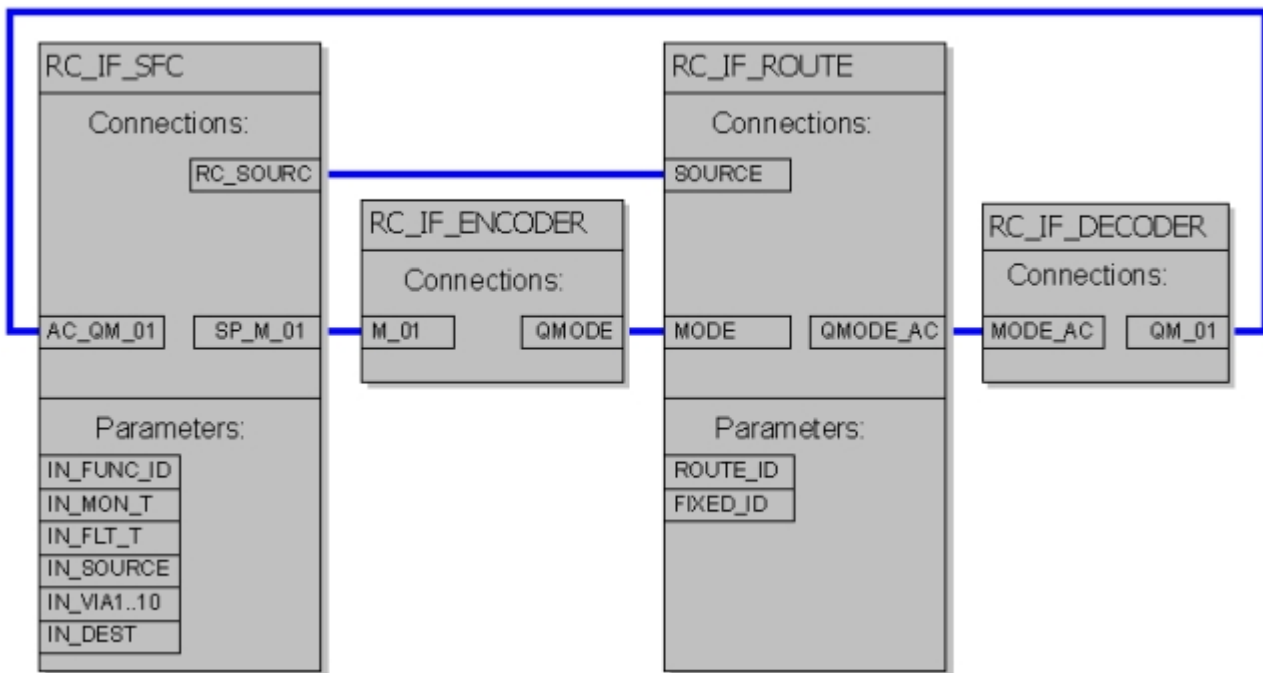 RC_IF_SFC
Connections:
RC_SOURC
AC_QM_01
SP_M_01
Parameters:
IN_FUNC_ID
IN_MON_T
IN_FLT_T
IN_SOURCE
IN_VIA1..10
IN_DEST
RC_IF_ENCODER
Connections:
M_01
QMODE
RC_IF_ROUTE
Connections:
SOURCE
MODE
QMODE_AC
Parameters:
ROUTE_ID
FIXED_ID
RC_IF_DECODER
Connections:
MODE_AC
QM_01